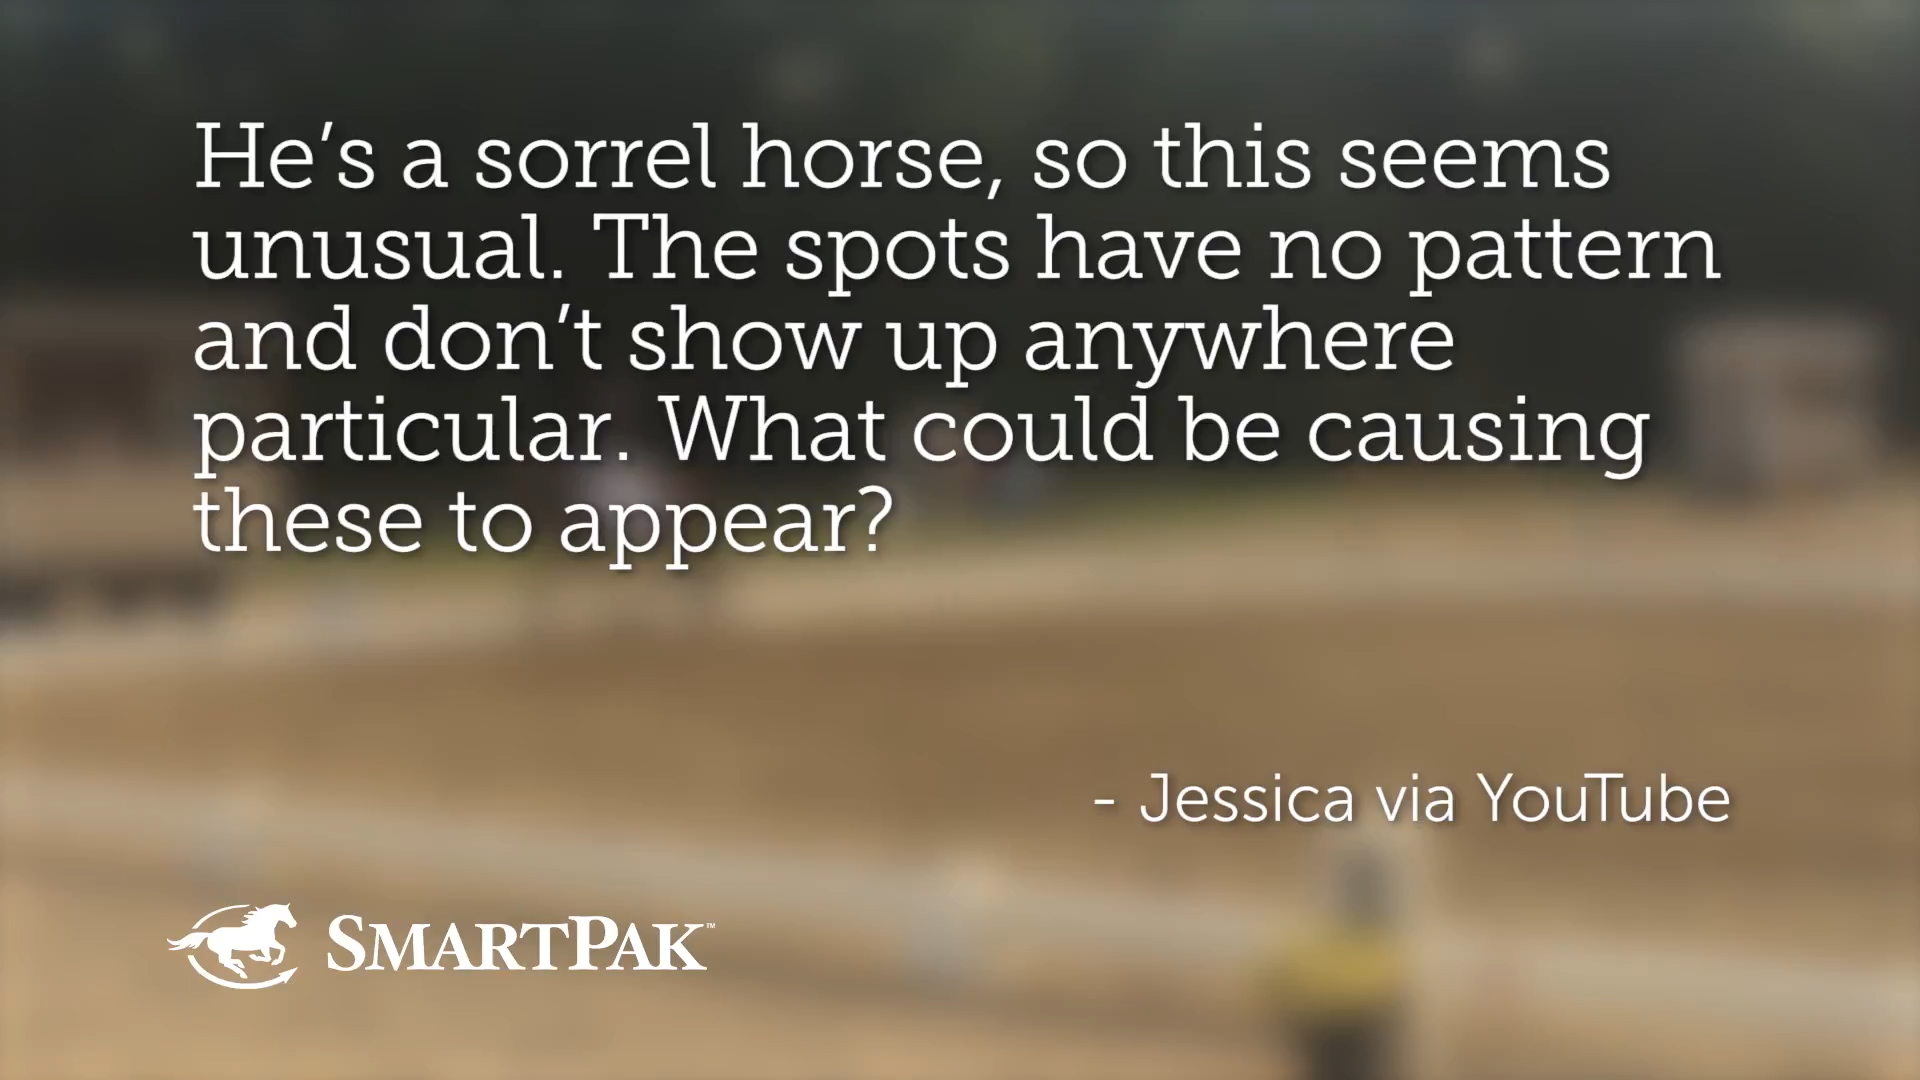 He’s a sorrel horse, so this seems
unusual. The spots have no pattern
and don’t show up anywhere
particular. What could be causing
these to appear?
- Jessica via YouTube
SMARTPAK™